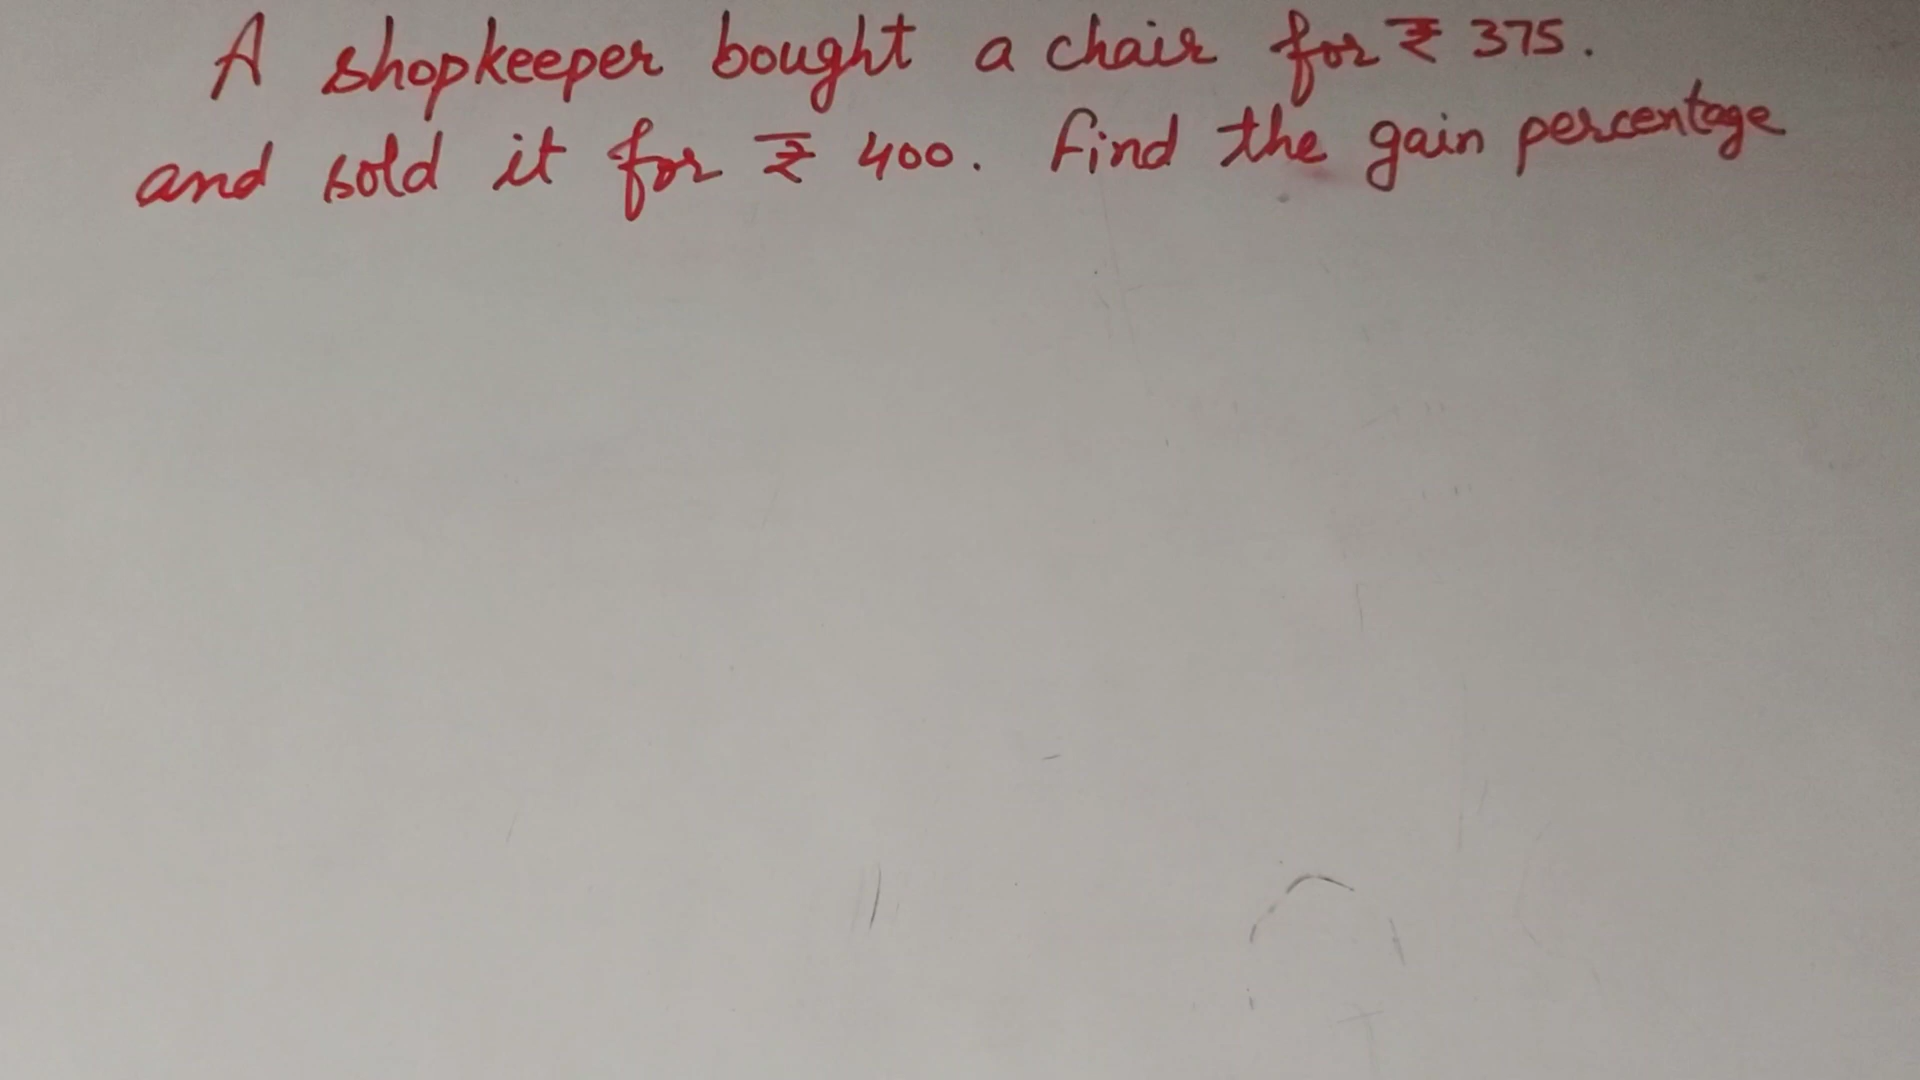 A shopkeeper bought a chair for ₹ 375.
and sold it for ₹ 400. find the gain percentage